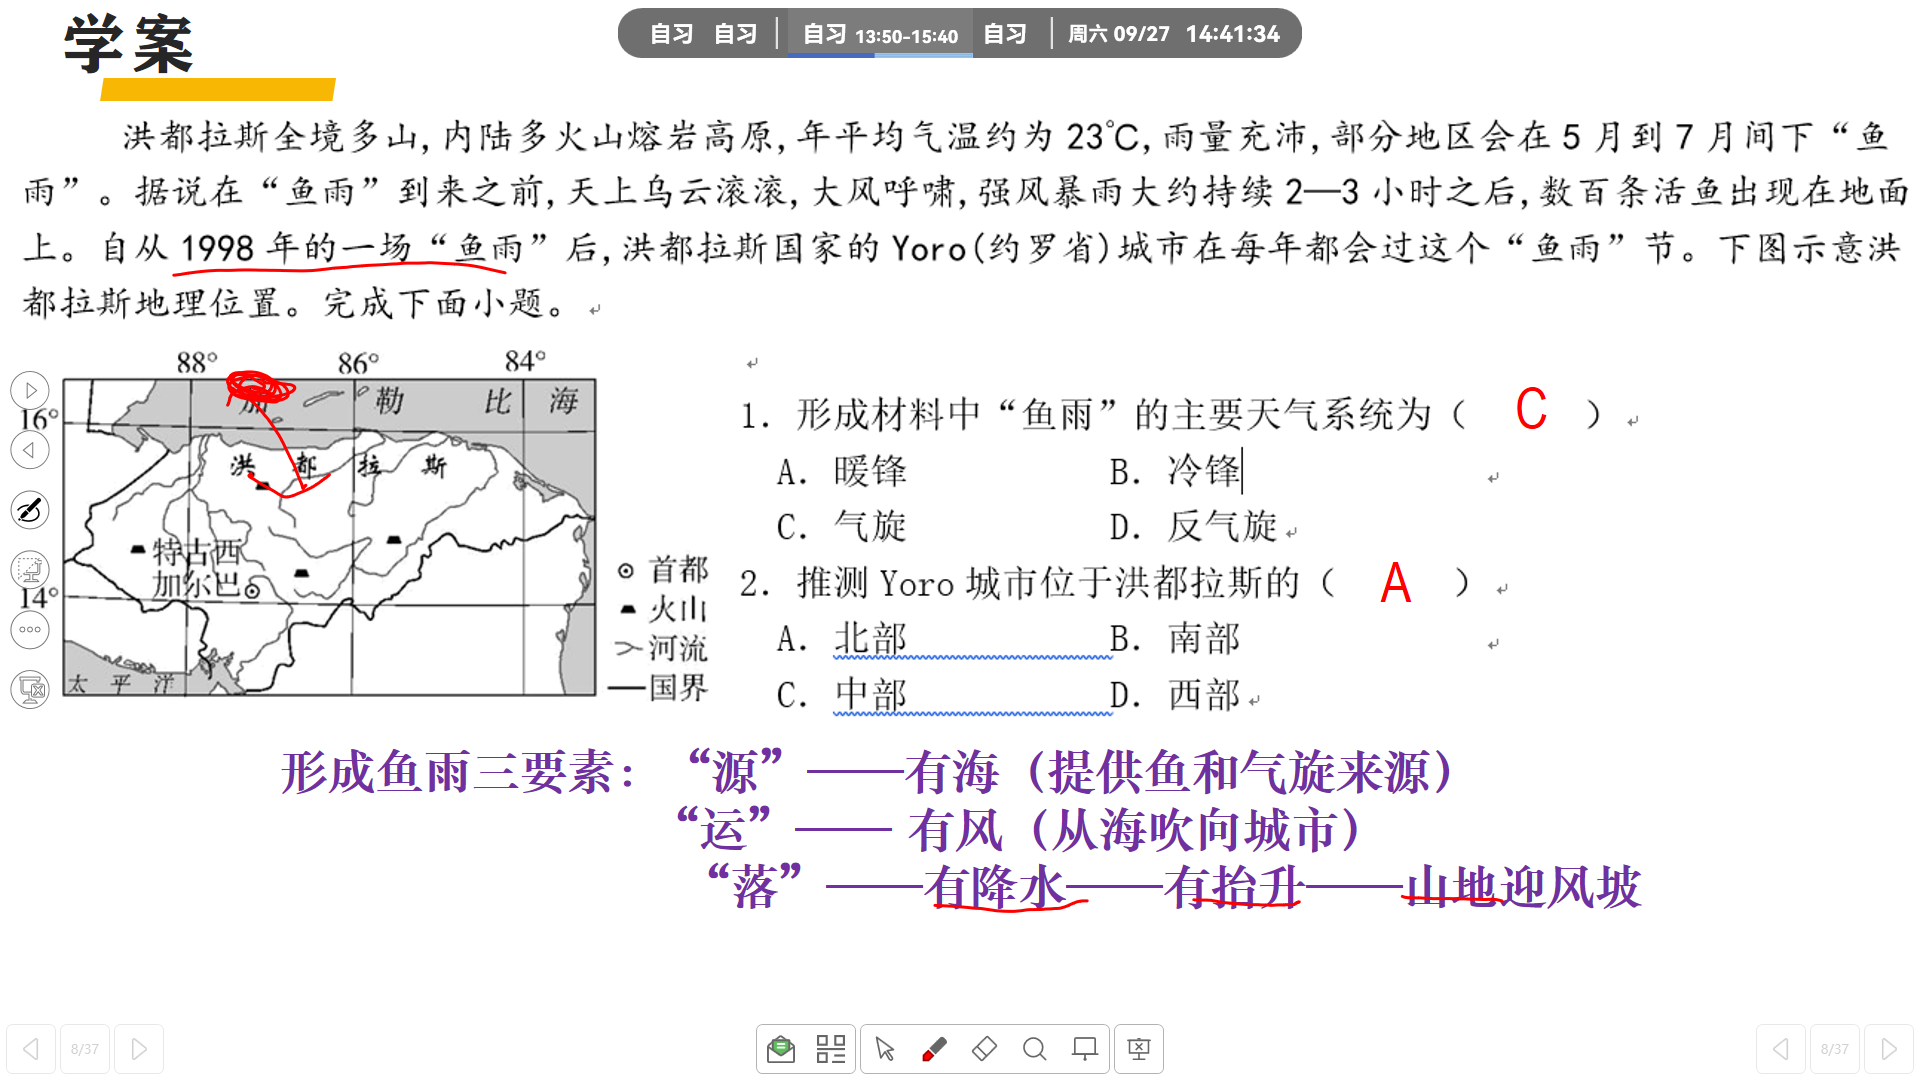 学案
自习 自习 自习 13:50-15:40 自习 周六 09/27 14:41:34
洪都拉斯全境多山,内陆多火山熔岩高原,年平均气温约为23℃,雨量充沛,部分地区会在5月到7月间下“鱼
雨”。据说在“鱼雨”到来之前,天上乌云滚滚,大风呼啸,强风暴雨大约持续2—3小时之后,数百条活鱼出现在地面
上。自从1998年的一场“鱼雨”后,洪都拉斯国家的Yoro(约罗省)城市在每年都会过这个“鱼雨”节。下图示意洪
都拉斯地理位置。完成下面小题。
88° 86° 84°
16°
加勒比海
洪都拉斯
特古西
加尔巴
14°
太平洋
首都
火山
河流
国界
1. 形成材料中“鱼雨”的主要天气系统为( C )
A. 暖锋 B. 冷锋
C. 气旋 D. 反气旋
2. 推测 Yoro 城市位于洪都拉斯的( A )
A. 北部 B. 南部
C. 中部 D. 西部
形成鱼雨三要素:“源”——有海(提供鱼和气旋来源)
“运”——有风(从海吹向城市)
“落”——有降水——有抬升——山地迎风坡
8/37 8/37